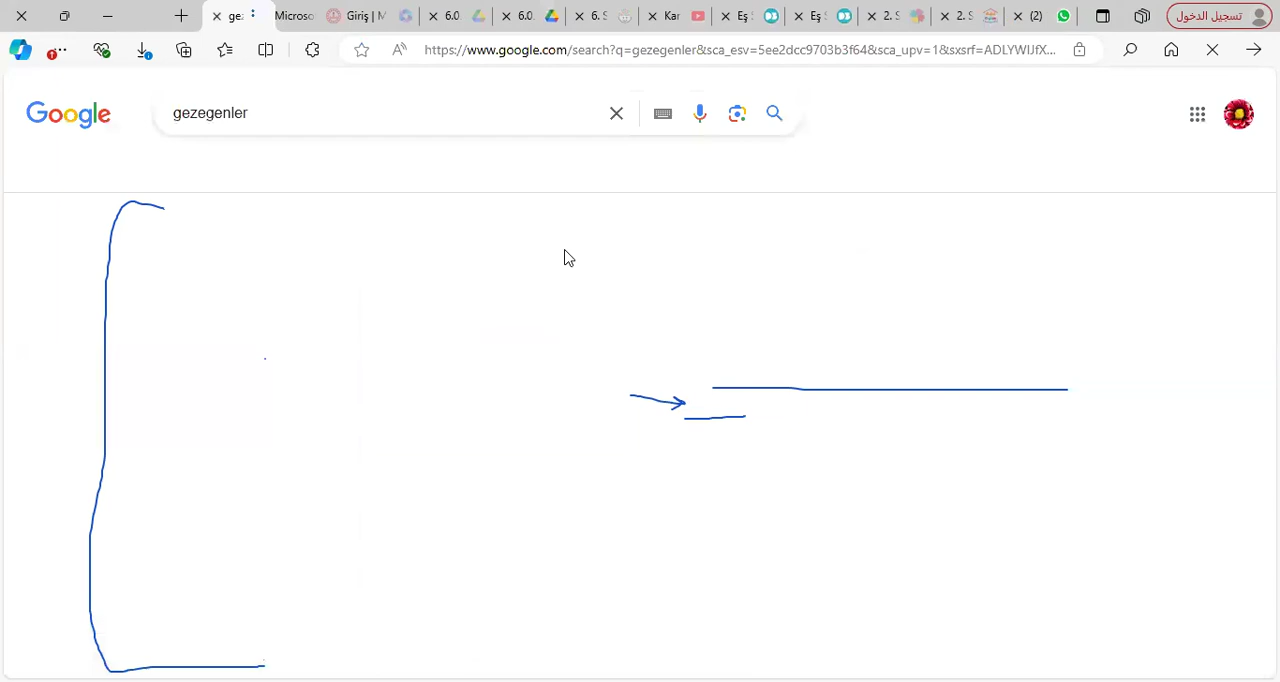 gez
Microso
Giriş | M
6.0
6.0
6. S
Kar
Eş
Eş
2. S
2. S
(2)
تسجيل الدخول
https://www.google.com/search?q=gezegenler&sca_esv=5ee2dcc9703b3f64&sca_upv=1&sxsrf=ADLYWIJfX...
Google
gezegenler